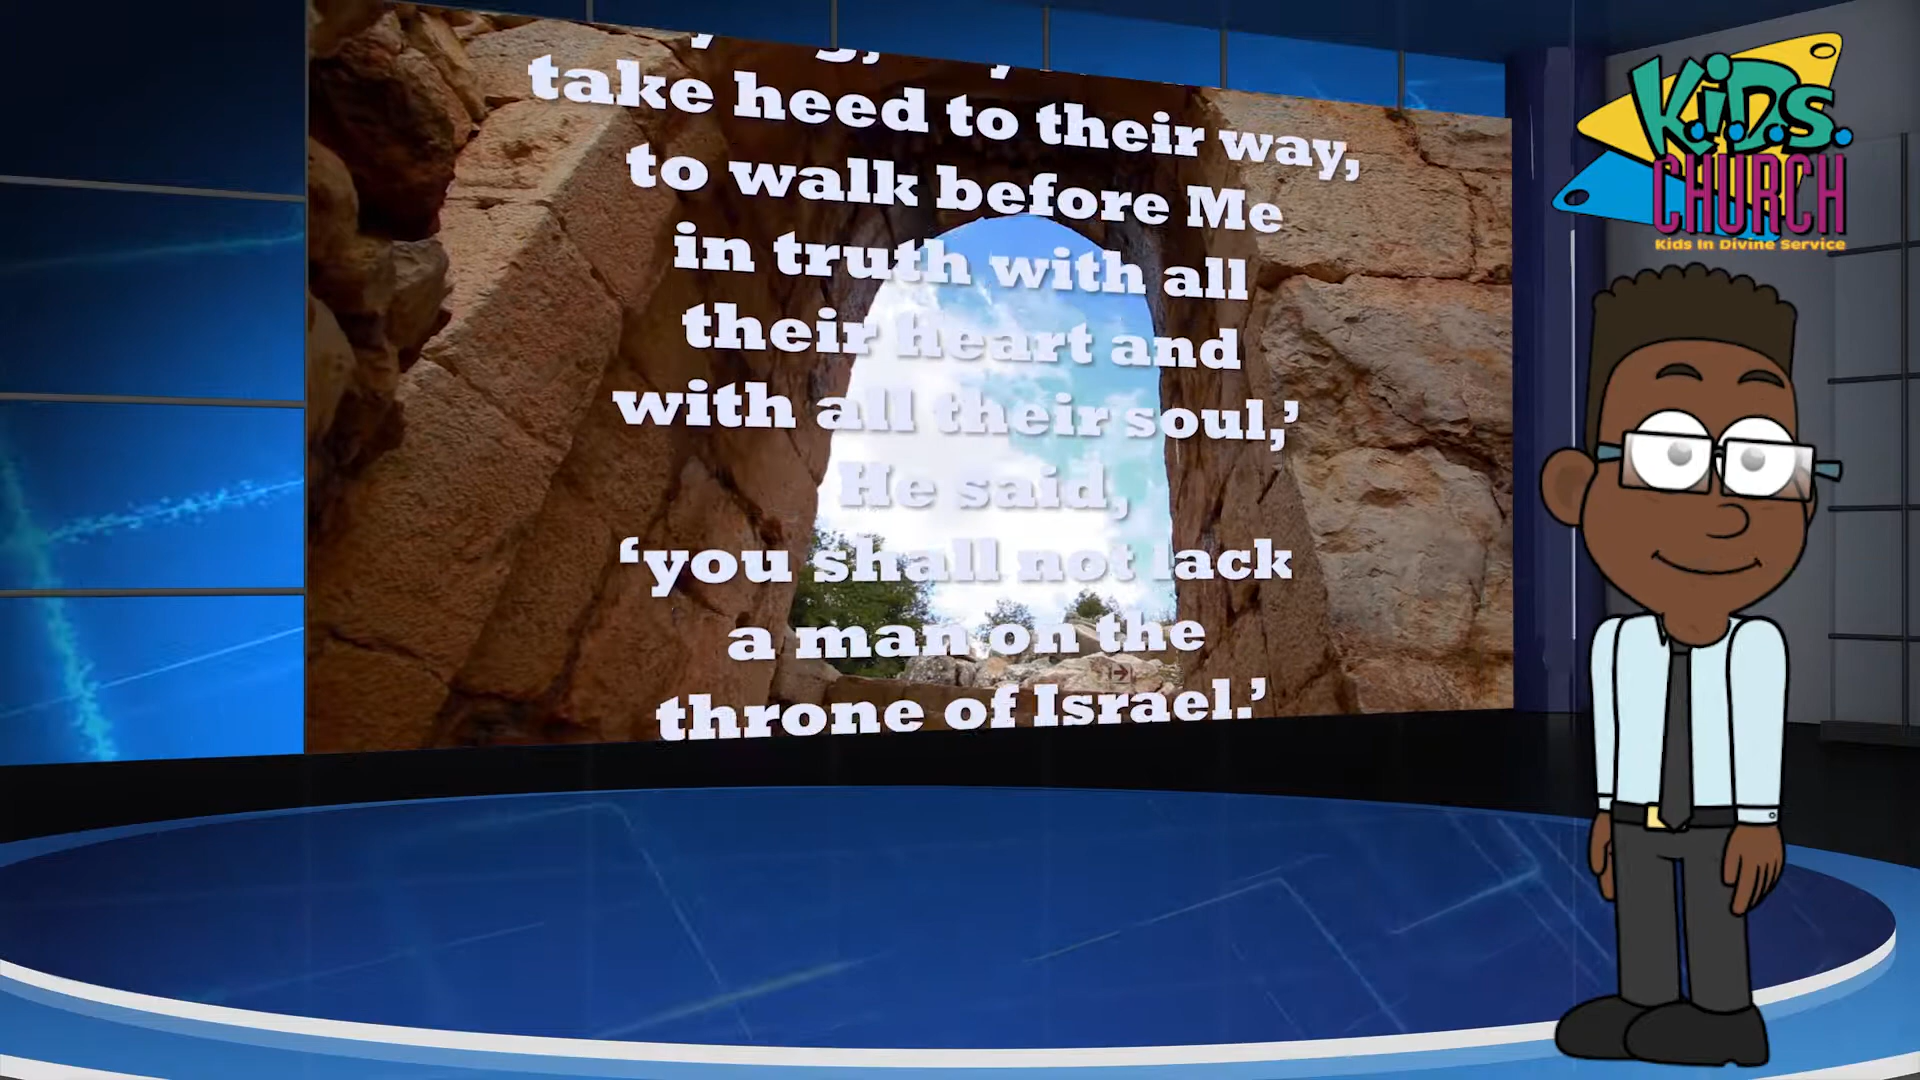 take heed to their way,
to walk before Me
in truth with all
their heart and
with all their soul,’
He said,
‘you shall not lack
a man on the
throne of Israel.’
K.i.D.S.
CHURCH
Kids In Divine Service